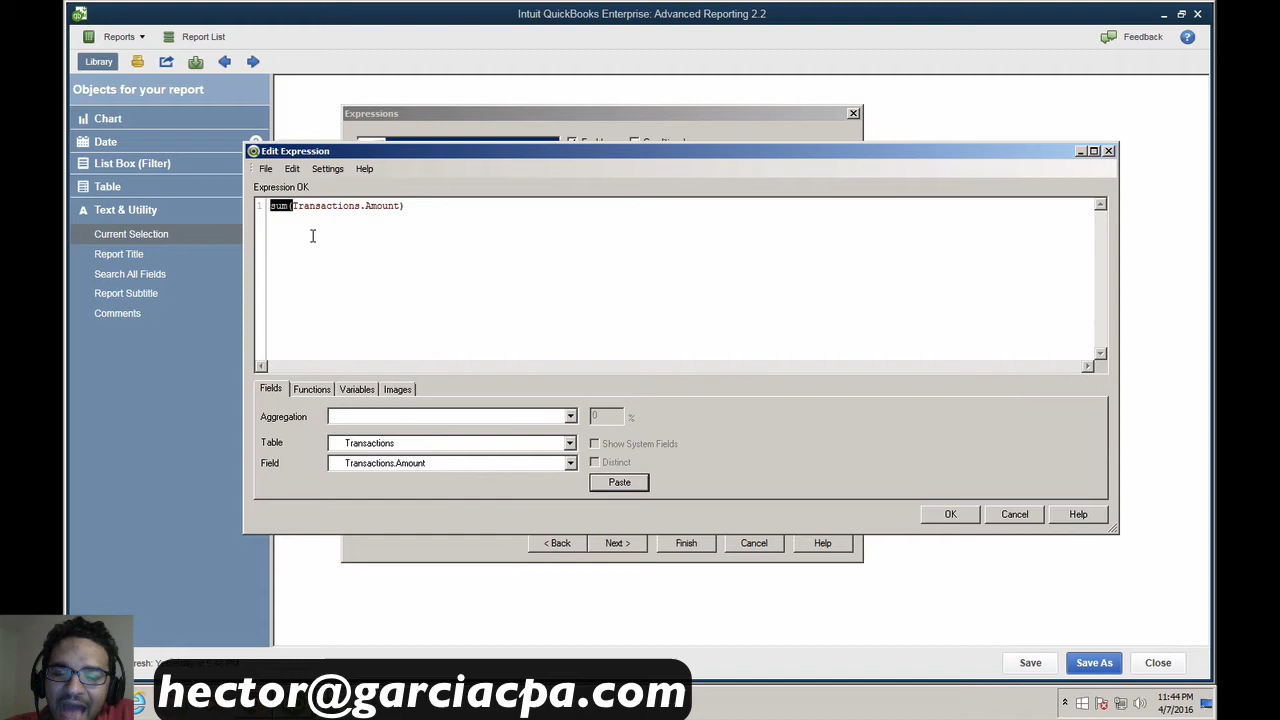 Intuit QuickBooks Enterprise: Advanced Reporting 2.2
Reports Report List Feedback
Library
Objects for your report
Chart
Date
List Box (Filter)
Table
Text & Utility
Current Selection
Report Title
Search All Fields
Report Subtitle
Comments
Expressions
Edit Expression
File Edit Settings Help
Expression OK
1 sum(Transactions.Amount)
Fields Functions Variables Images
Aggregation 0 %
Table Transactions Show System Fields
Field Transactions.Amount Distinct
Paste
OK Cancel Help
< Back Next > Finish Cancel Help
Save Save As Close
hector@garciacpa.com
11:44 PM
4/7/2016